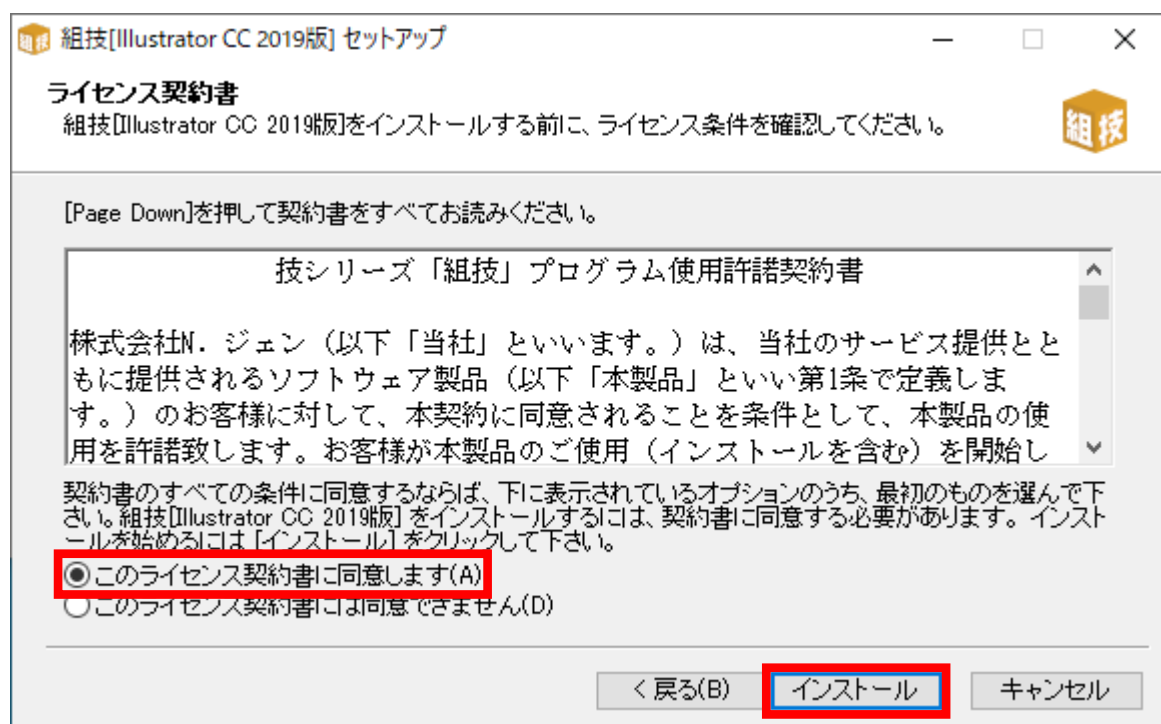 組技[Illustrator CC 2019版] セットアップ
ライセンス契約書
組技[Illustrator CC 2019版]をインストールする前に、ライセンス条件を確認してください。
組技
[Page Down]を押して契約書をすべてお読みください。
技シリーズ「組技」プログラム使用許諾契約書
株式会社N．ジェン（以下「当社」といいます。）は、当社のサービス提供とと
もに提供されるソフトウェア製品（以下「本製品」といい第1条で定義しま
す。）のお客様に対して、本契約に同意されることを条件として、本製品の使
用を許諾致します。お客様が本製品のご使用（インストールを含む）を開始し
契約書のすべての条件に同意するならば、下に表示されているオプションのうち、最初のものを選んで下
さい。組技[Illustrator CC 2019版] をインストールするには、契約書に同意する必要があります。インスト
ールを始めるには [インストール] をクリックして下さい。
このライセンス契約書に同意します(A)
このライセンス契約書には同意できません(D)
< 戻る(B)
インストール
キャンセル